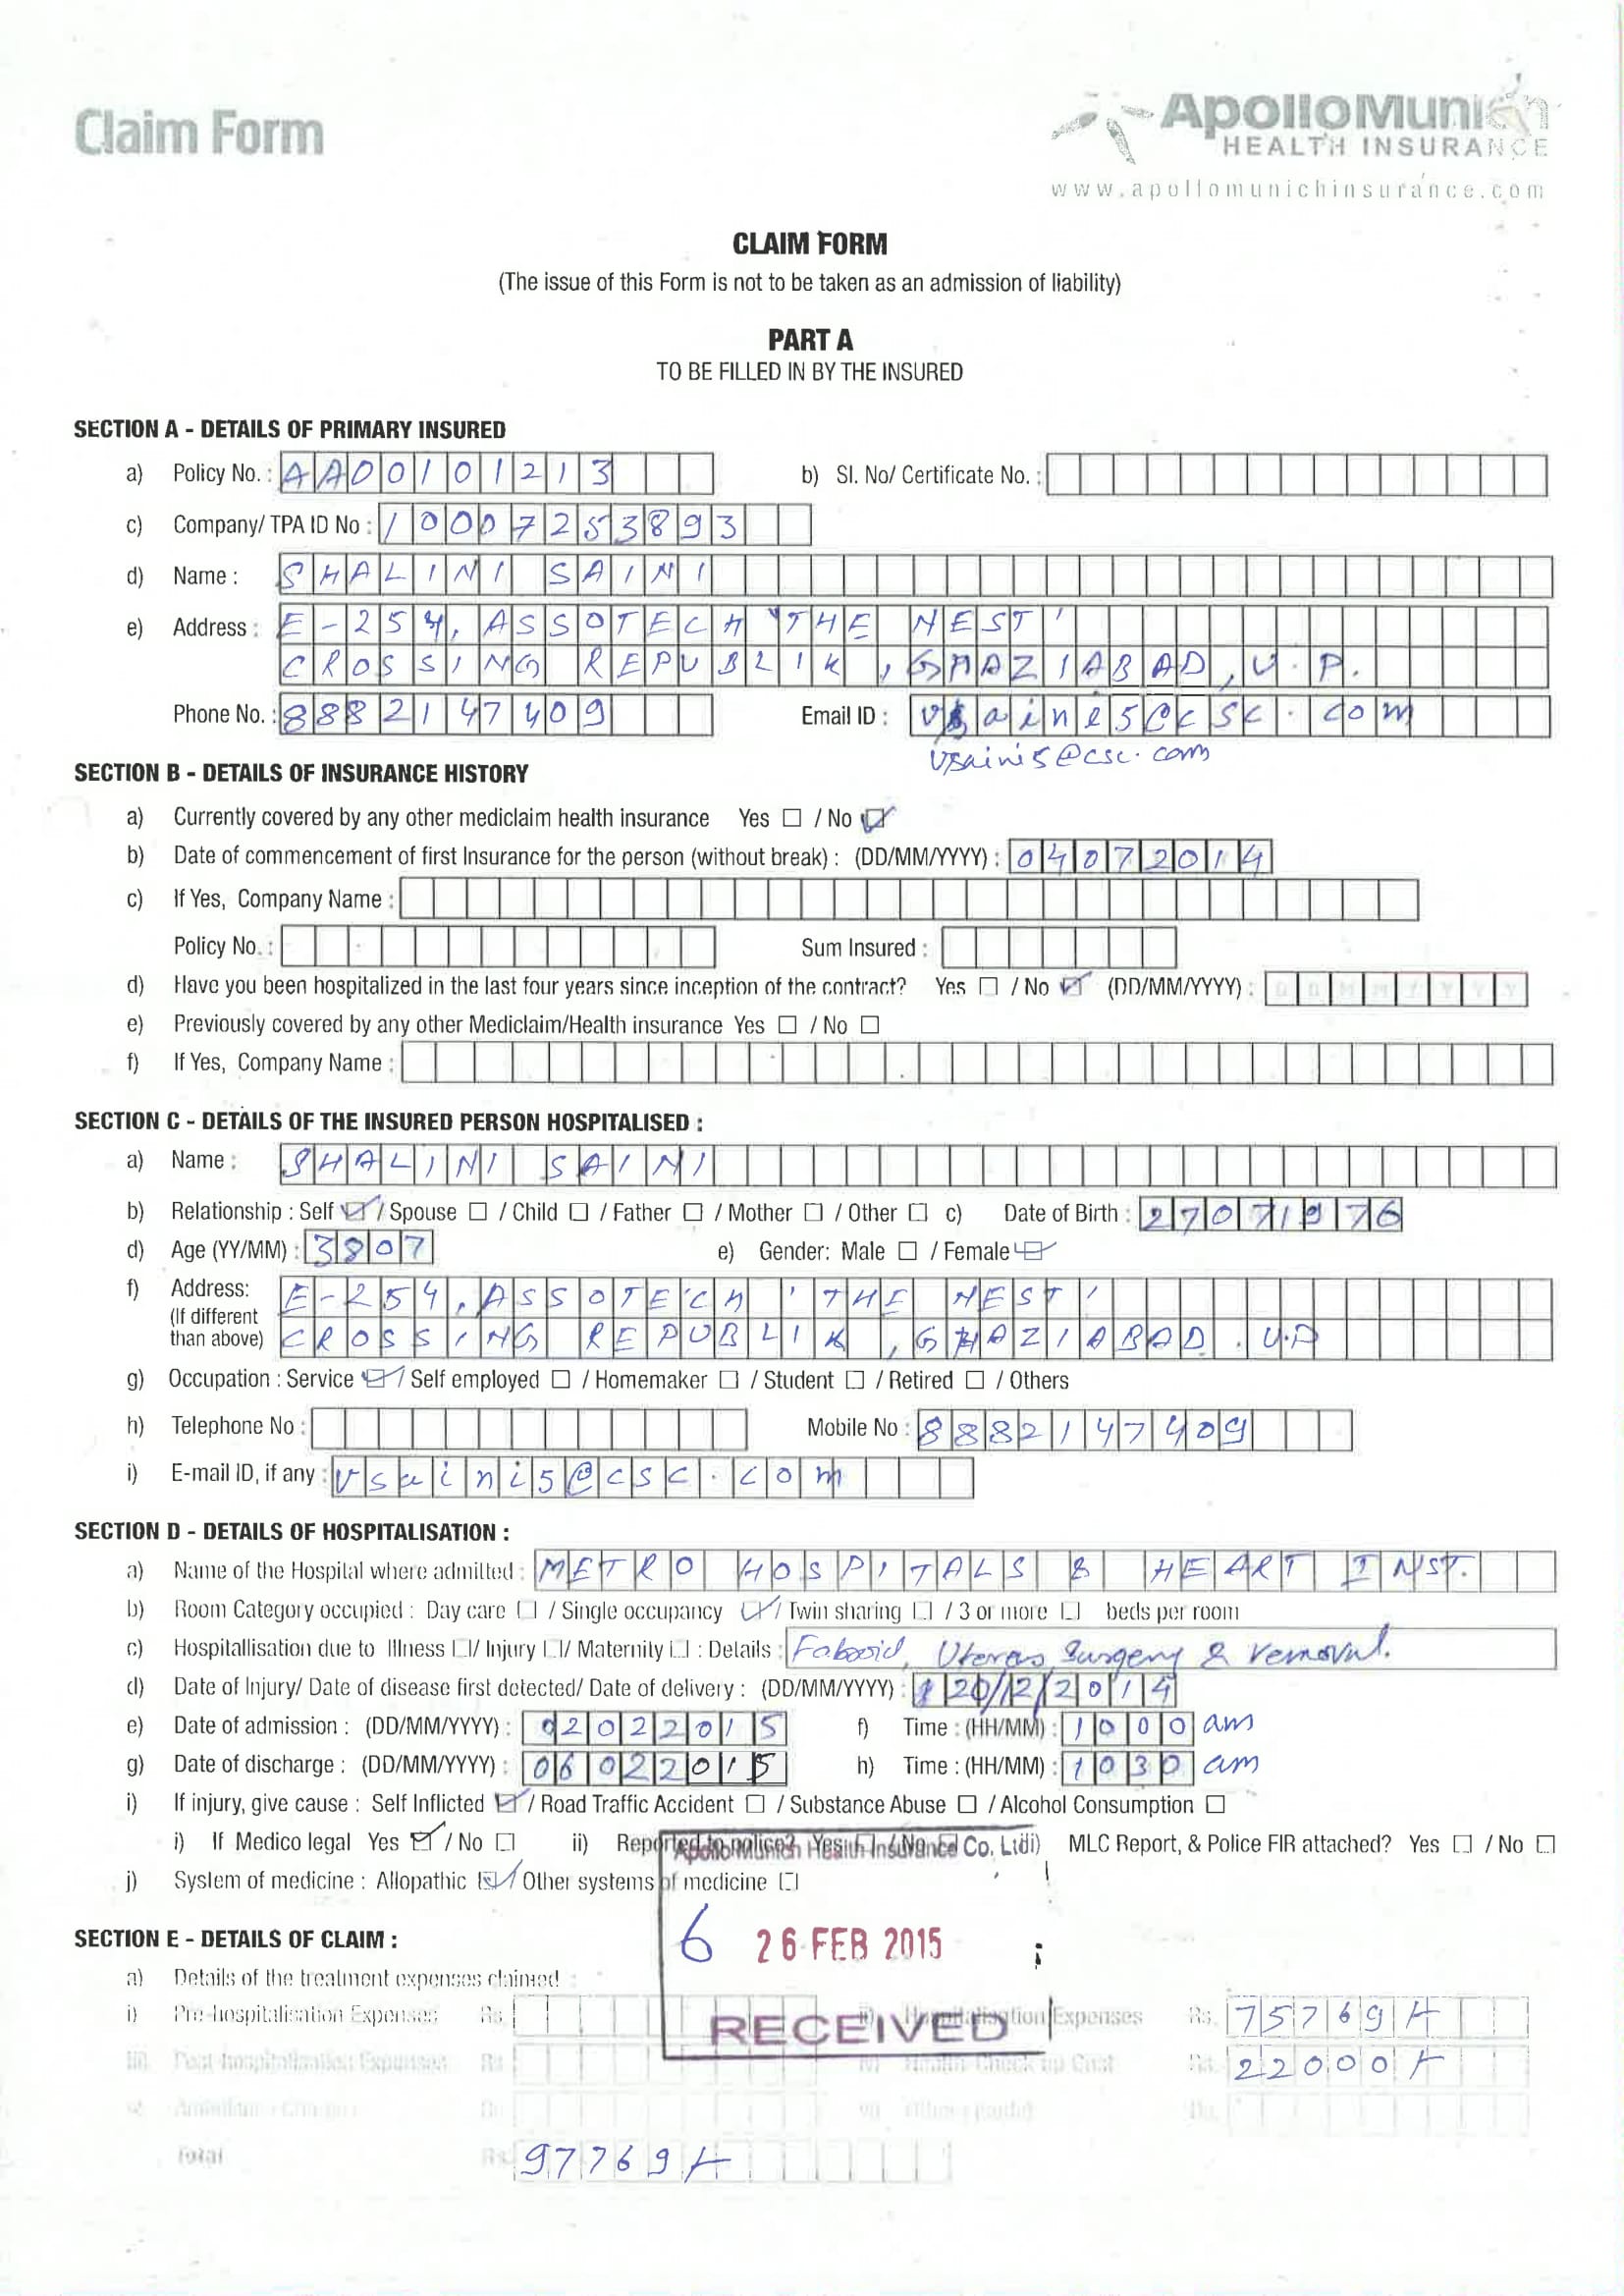 Claim Form
ApolloMunich
HEALTH INSURANCE
www.apollomunichinsurance.com
CLAIM FORM
(The issue of this Form is not to be taken as an admission of liability)
PART A
TO BE FILLED IN BY THE INSURED
SECTION A - DETAILS OF PRIMARY INSURED
a) Policy No. : AA00101213 b) Sl. No/ Certificate No. :
c) Company/ TPA ID No : 10007253893
d) Name : SHALINI SAINI
e) Address : E-254, ASSOTECH 'THE NEST'
CROSSING REPUBLIK, GHAZIABAD, U.P.
Phone No. : 8882147409 Email ID : vsaini5@csc.com
vsaini5@csc.com
SECTION B - DETAILS OF INSURANCE HISTORY
a) Currently covered by any other mediclaim health insurance Yes ☐ / No ☑
b) Date of commencement of first Insurance for the person (without break) : (DD/MM/YYYY) : 04072014
c) If Yes, Company Name :
Policy No. : Sum Insured :
d) Have you been hospitalized in the last four years since inception of the contract? Yes ☐ / No ☑ (DD/MM/YYYY) : DDMMYYYY
e) Previously covered by any other Mediclaim/Health insurance Yes ☐ / No ☐
f) If Yes, Company Name :
SECTION C - DETAILS OF THE INSURED PERSON HOSPITALISED :
a) Name : SHALINI SAINI
b) Relationship : Self ☑ / Spouse ☐ / Child ☐ / Father ☐ / Mother ☐ / Other ☐ c) Date of Birth : 27071976
d) Age (YY/MM) : 3807 e) Gender: Male ☐ / Female ☑
f) Address: E-254, ASSOTECH 'THE NEST'
(If different
than above) CROSSING REPUBLIK, GHAZIABAD. U.P
g) Occupation : Service ☑ / Self employed ☐ / Homemaker ☐ / Student ☐ / Retired ☐ / Others
h) Telephone No : Mobile No : 8882147409
i) E-mail ID, if any : vsaini5@csc.com
SECTION D - DETAILS OF HOSPITALISATION :
a) Name of the Hospital where admitted : METRO HOSPITALS & HEART INST.
b) Room Category occupied : Day care ☐ / Single occupancy ☑ / Twin sharing ☐ / 3 or more ☐ beds per room
c) Hospitallisation due to Illness ☐/ Injury ☐/ Maternity ☐ : Details : Uterus Surgery & removal.
d) Date of Injury/ Date of disease first detected/ Date of delivery : (DD/MM/YYYY) : 20/12/2014
e) Date of admission : (DD/MM/YYYY) : 02022015 f) Time : (HH/MM) : 1000 am
g) Date of discharge : (DD/MM/YYYY) : 06022015 h) Time : (HH/MM) : 1030 am
i) If injury, give cause : Self Inflicted ☑ / Road Traffic Accident ☐ / Substance Abuse ☐ / Alcohol Consumption ☐
i) If Medico legal Yes ☑ / No ☐ ii) Reported to police? Yes ☐ / No ☐ iii) MLC Report, & Police FIR attached? Yes ☐ / No ☐
Apollo Munich Health Insurance Co. Ltd
j) System of medicine : Allopathic ☑ / Other systems of medicine ☐
6 26 FEB 2015
RECEIVED
SECTION E - DETAILS OF CLAIM :
a) Details of the treatment expenses claimed :
i) Pre-hospitalisation Expenses Rs. ii) Hospitalisation Expenses Rs. 75769/-
iii) Post-hospitalisation Expenses Rs. iv) Health Check up Cost Rs. 22000/-
Total Rs. 97769/-